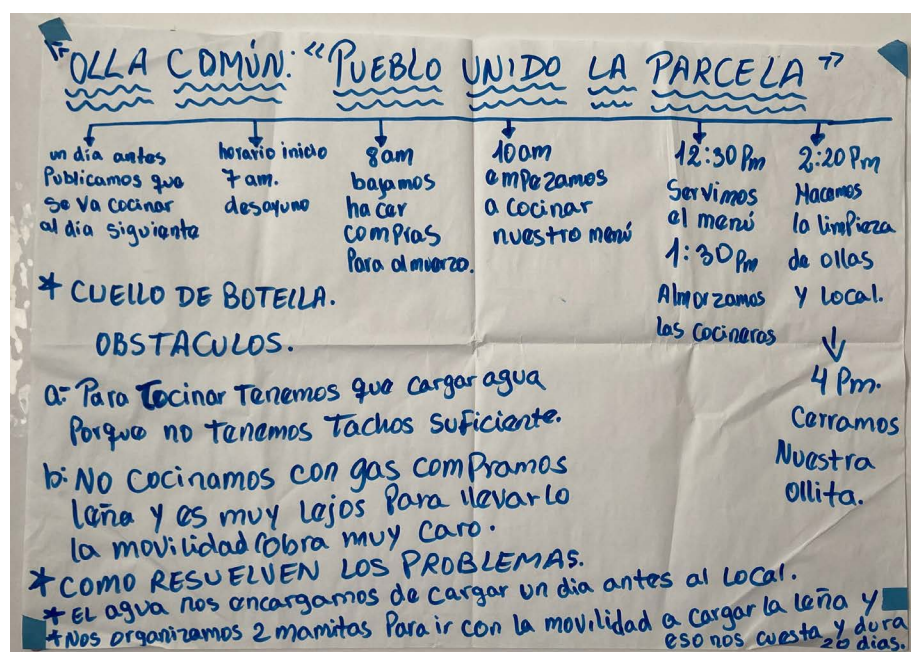 "OLLA COMÚN: "PUEBLO UNIDO LA PARCELA"
un día antes
Publicamos que
se va cocinar
al día siguiente
horario inicio
7 am.
desayuno
8am
bajamos
hacer
compras
Para almuerzo.
10am
empezamos
a cocinar
nuestro menú
12:30 Pm
Servimos
el menú
1:30 Pm
Almorzamos
las cocineras
2:20 Pm
Hacemos
la limpieza
de ollas
y local.
4 Pm.
Cerramos
Nuestra
Ollita.
* CUELLO DE BOTELLA.
OBSTACULOS.
a- Para Cocinar Tenemos que cargar agua
Porque no tenemos Tachos suficiente.
b: No cocinamos con gas compramos
leña y es muy lejos Para llevarlo
la movilidad cobra muy caro.
* COMO RESUELVEN LOS PROBLEMAS.
* EL agua nos encargamos de cargar un dia antes al Local.
* Nos organizamos 2 mamitas Para ir con la movilidad a cargar la leña y
eso nos cuesta y dura
20 dias.